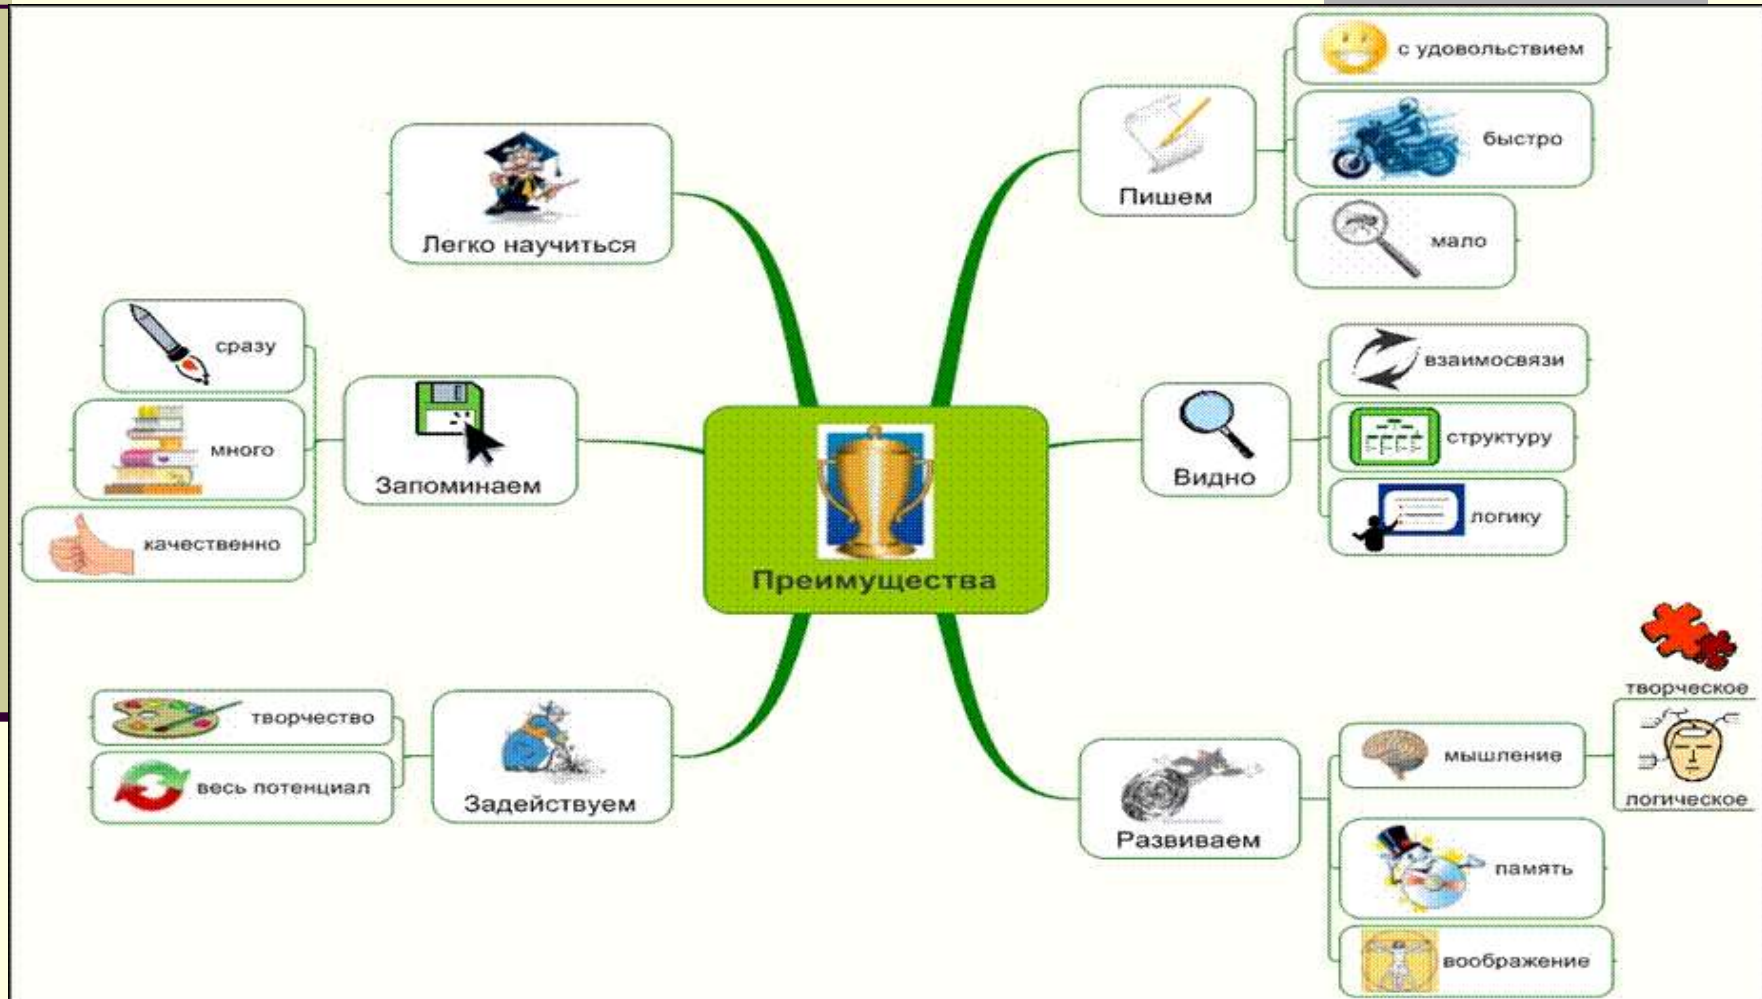 Преимущества
Пишем
с удовольствием
быстро
мало
Видно
взаимосвязи
структуру
логику
Развиваем
мышление
творческое
логическое
память
воображение
Задействуем
творчество
весь потенциал
Запоминаем
сразу
много
качественно
Легко научиться